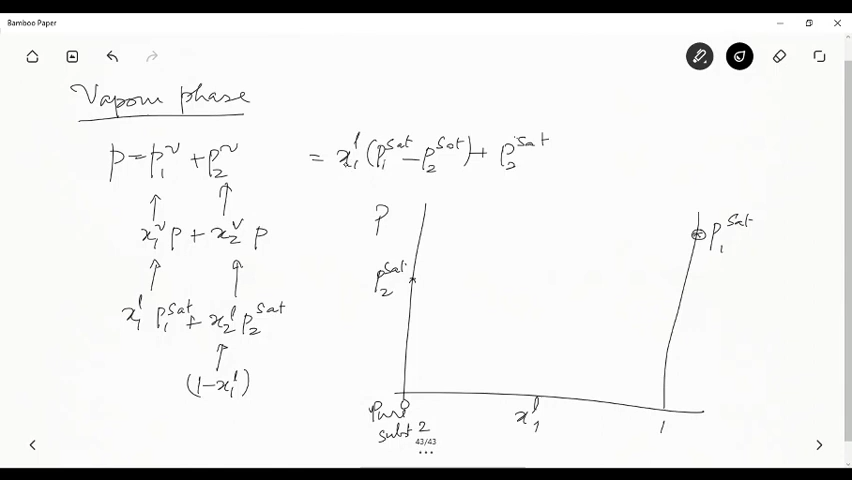 Bamboo Paper
Vapour phase
p = p₁ᵛ + p₂ᵛ = x₁ˡ (p₁ˢᵃᵗ − p₂ˢᵃᵗ) + p₂ˢᵃᵗ
x₁ᵛ p + x₂ᵛ p
x₁ˡ p₁ˢᵃᵗ + x₂ˡ p₂ˢᵃᵗ
(1−x₁ˡ)
P
p₁ˢᵃᵗ
p₂ˢᵃᵗ
0
Pure
subst 2
x₁ˡ
1
43/43